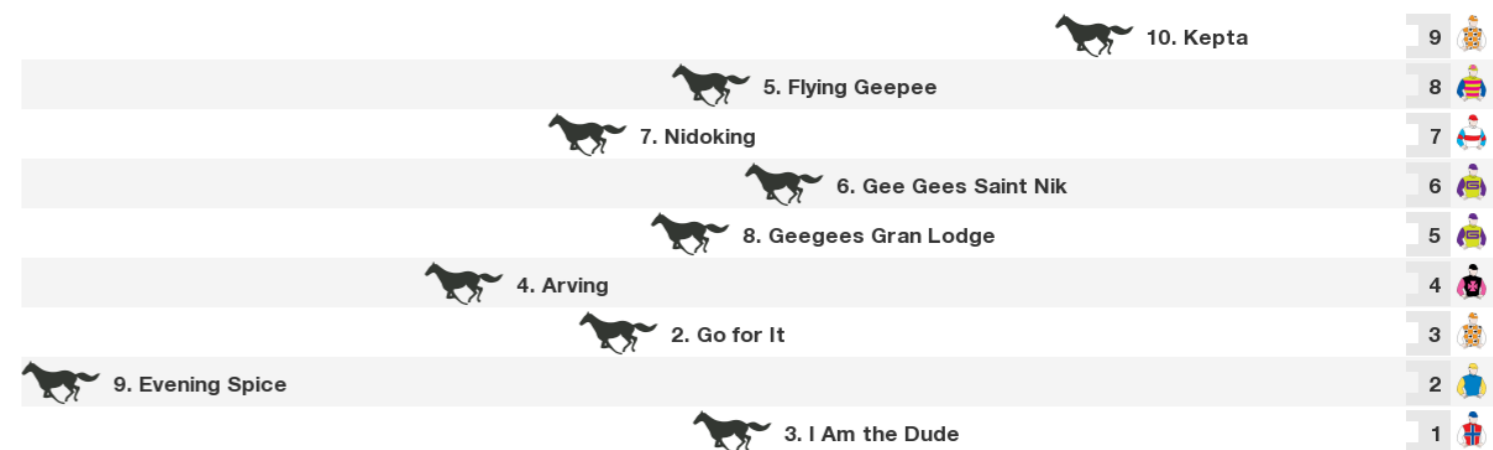 10. Kepta 9
5. Flying Geepee 8
7. Nidoking 7
6. Gee Gees Saint Nik 6
8. Geegees Gran Lodge 5
4. Arving 4
2. Go for It 3
9. Evening Spice 2
3. I Am the Dude 1